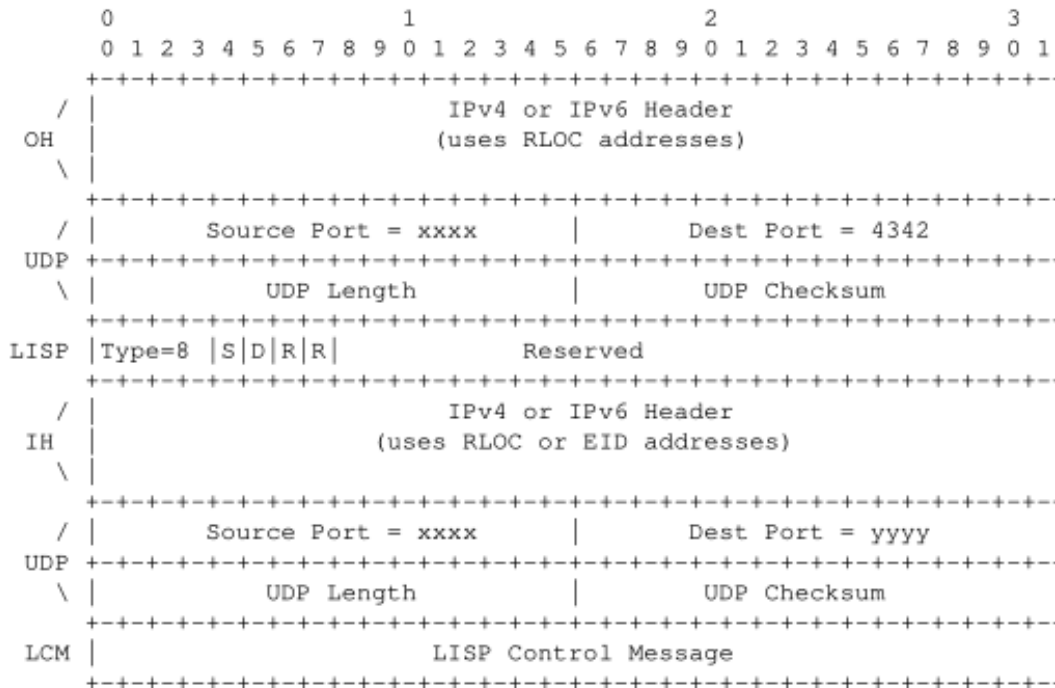 0                   1                   2                   3
       0 1 2 3 4 5 6 7 8 9 0 1 2 3 4 5 6 7 8 9 0 1 2 3 4 5 6 7 8 9 0 1
      +-+-+-+-+-+-+-+-+-+-+-+-+-+-+-+-+-+-+-+-+-+-+-+-+-+-+-+-+-+-+-+-
    / |                       IPv4 or IPv6 Header
  OH  |                      (uses RLOC addresses)
    \ |
      +-+-+-+-+-+-+-+-+-+-+-+-+-+-+-+-+-+-+-+-+-+-+-+-+-+-+-+-+-+-+-+-
    / |       Source Port = xxxx      |       Dest Port = 4342
  UDP +-+-+-+-+-+-+-+-+-+-+-+-+-+-+-+-+-+-+-+-+-+-+-+-+-+-+-+-+-+-+-+-
    \ |           UDP Length          |        UDP Checksum
      +-+-+-+-+-+-+-+-+-+-+-+-+-+-+-+-+-+-+-+-+-+-+-+-+-+-+-+-+-+-+-+-
 LISP |Type=8 |S|D|R|R|            Reserved
      +-+-+-+-+-+-+-+-+-+-+-+-+-+-+-+-+-+-+-+-+-+-+-+-+-+-+-+-+-+-+-+-
    / |                       IPv4 or IPv6 Header
  IH  |                  (uses RLOC or EID addresses)
    \ |
      +-+-+-+-+-+-+-+-+-+-+-+-+-+-+-+-+-+-+-+-+-+-+-+-+-+-+-+-+-+-+-+-
    / |       Source Port = xxxx      |       Dest Port = yyyy
  UDP +-+-+-+-+-+-+-+-+-+-+-+-+-+-+-+-+-+-+-+-+-+-+-+-+-+-+-+-+-+-+-+-
    \ |           UDP Length          |        UDP Checksum
      +-+-+-+-+-+-+-+-+-+-+-+-+-+-+-+-+-+-+-+-+-+-+-+-+-+-+-+-+-+-+-+-
  LCM |                      LISP Control Message
      +-+-+-+-+-+-+-+-+-+-+-+-+-+-+-+-+-+-+-+-+-+-+-+-+-+-+-+-+-+-+-+-